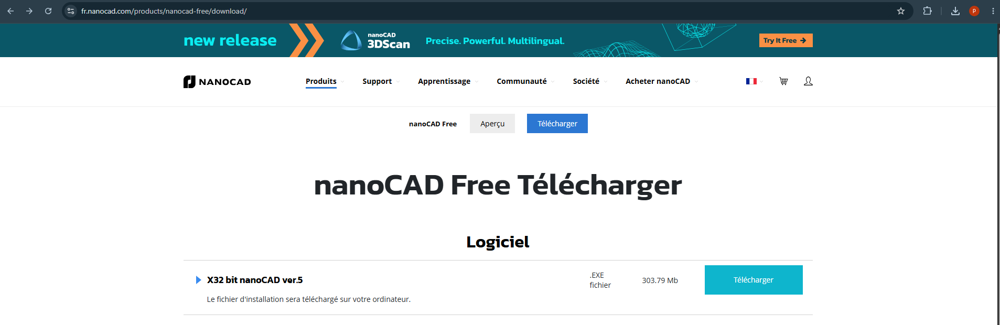 fr.nanocad.com/products/nanocad-free/download/
P
new release
nanoCAD
3DScan
Precise. Powerful. Multilingual.
Try It Free →
NANOCAD
Produits
Support
Apprentissage
Communauté
Société
Acheter nanoCAD
nanoCAD Free
Aperçu
Télécharger
nanoCAD Free Télécharger
Logiciel
X32 bit nanoCAD ver.5
.EXE
fichier
303.79 Mb
Télécharger
Le fichier d'installation sera téléchargé sur votre ordinateur.